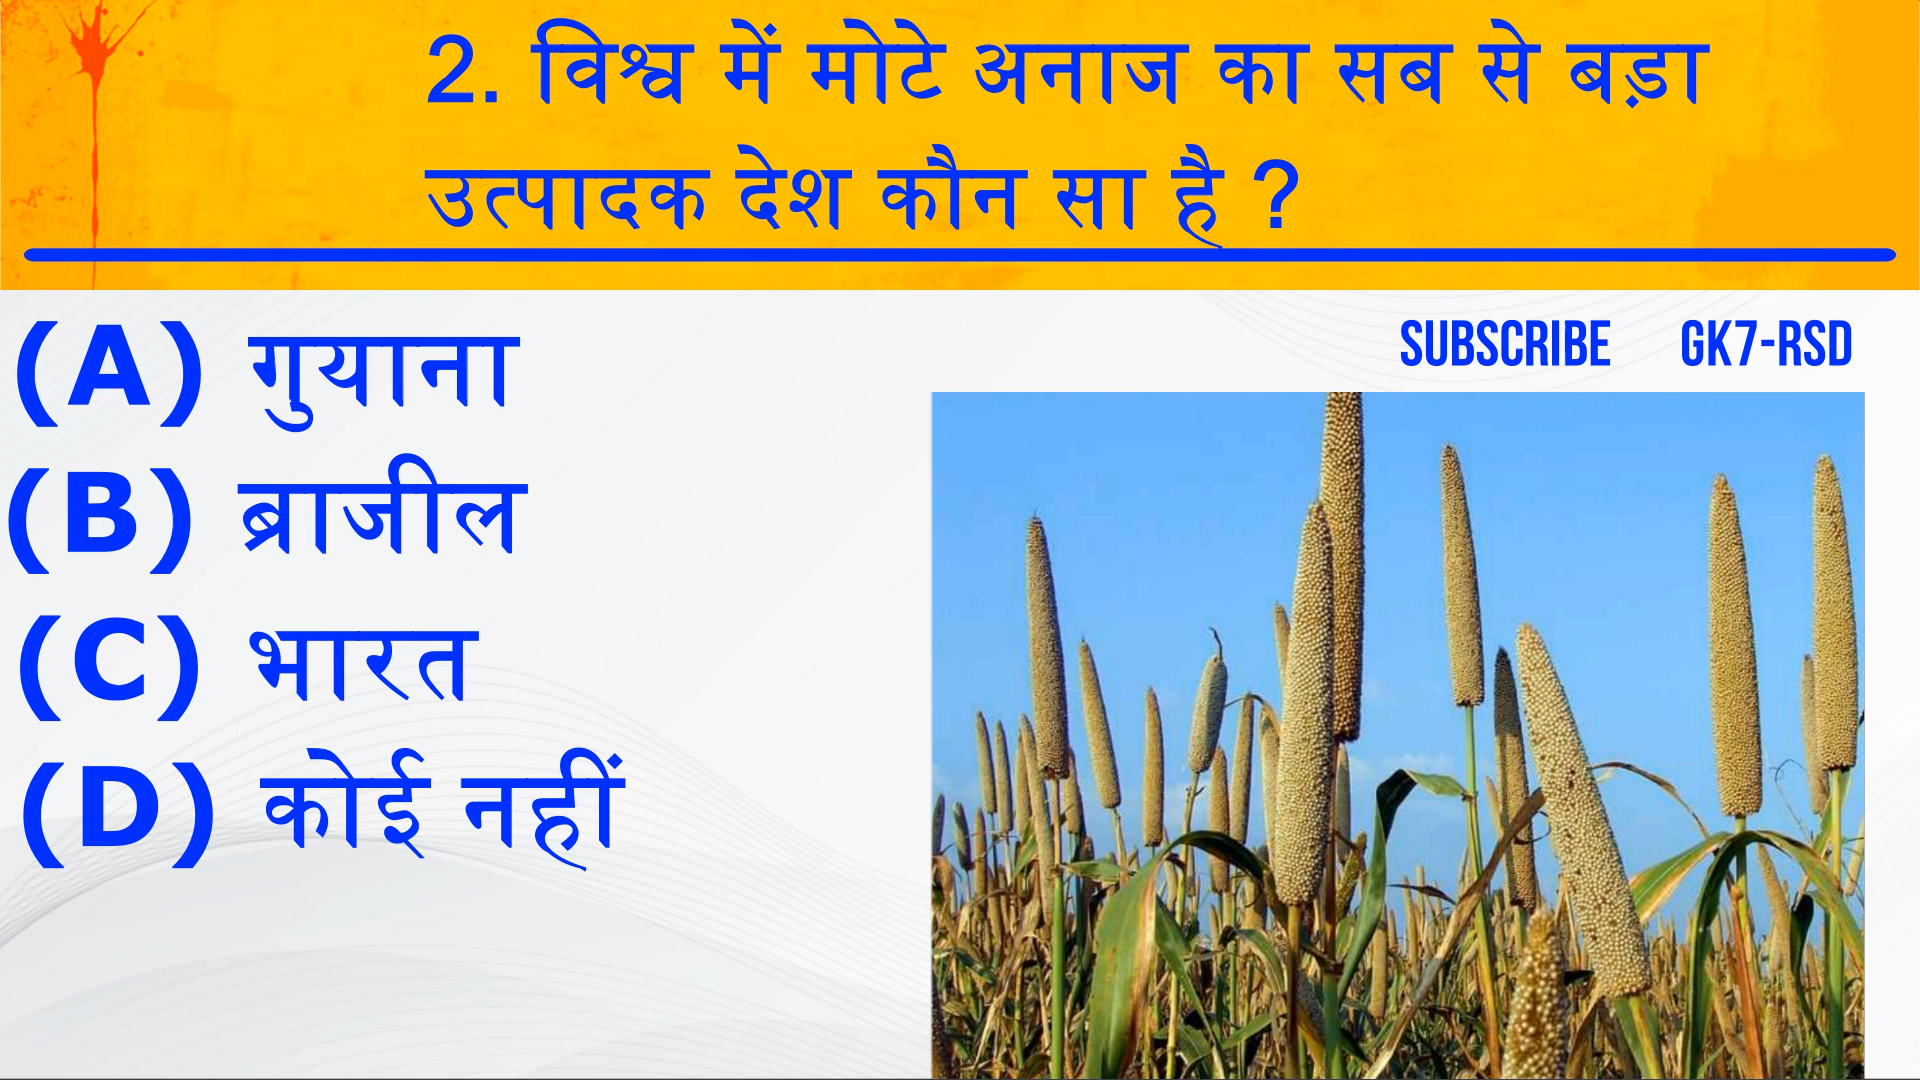 2. विश्व में मोटे अनाज का सब से बड़ा
उत्पादक देश कौन सा है ?
SUBSCRIBE GK7-RSD
(A) गुयाना
(B) ब्राजील
(C) भारत
(D) कोई नहीं